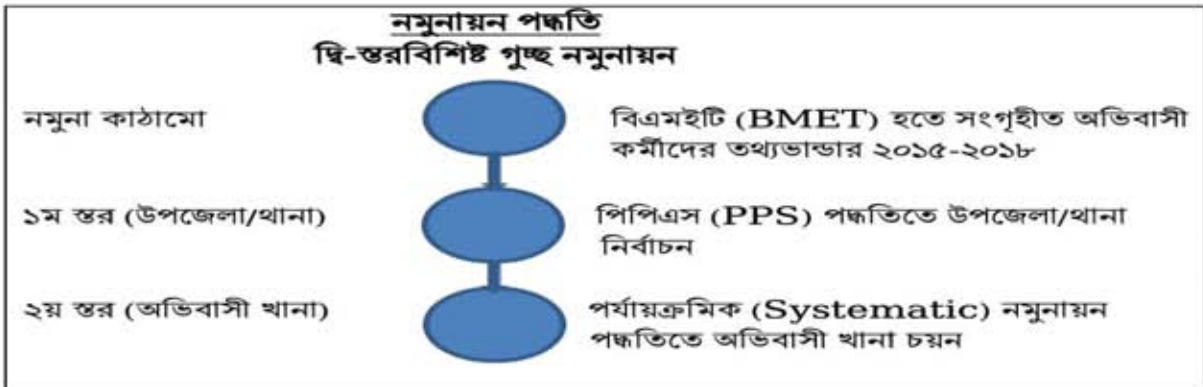 নমুনায়ন পদ্ধতি
দ্বি-স্তরবিশিষ্ট গুচ্ছ নমুনায়ন
নমুনা কাঠামো
বিএমইটি (BMET) হতে সংগৃহীত অভিবাসী
কর্মীদের তথ্যভান্ডার ২০১৫-২০১৮
১ম স্তর (উপজেলা/থানা)
পিপিএস (PPS) পদ্ধতিতে উপজেলা/থানা
নির্বাচন
২য় স্তর (অভিবাসী খানা)
পর্যায়ক্রমিক (Systematic) নমুনায়ন
পদ্ধতিতে অভিবাসী খানা চয়ন